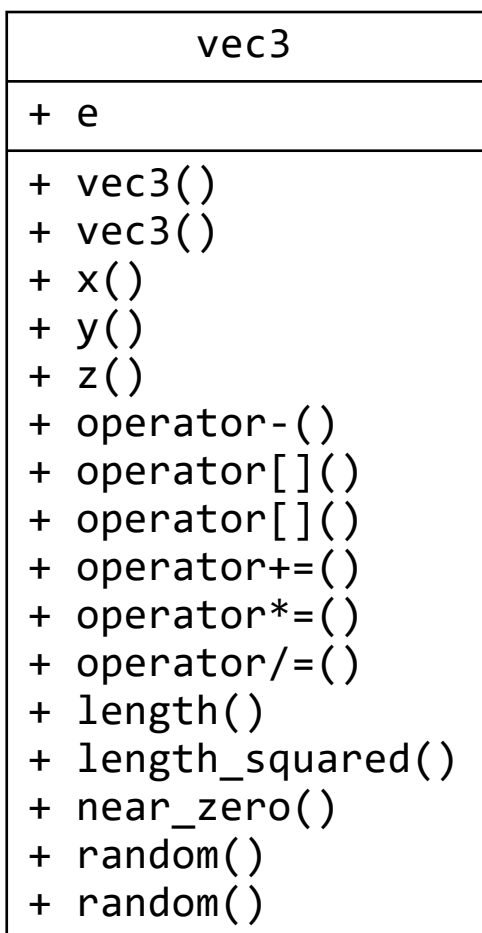 vec3
+ e
+ vec3()
+ vec3()
+ x()
+ y()
+ z()
+ operator-()
+ operator[]()
+ operator[]()
+ operator+=()
+ operator*=()
+ operator/=()
+ length()
+ length_squared()
+ near_zero()
+ random()
+ random()